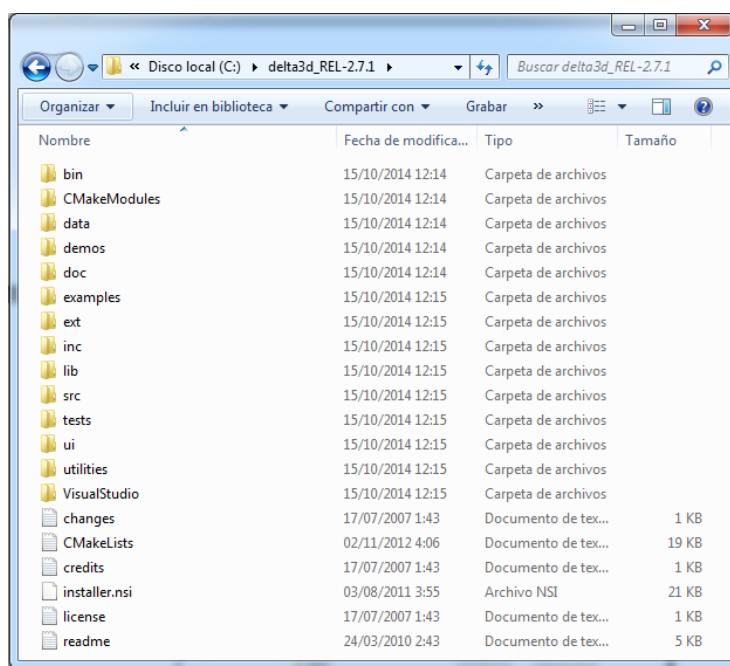 « Disco local (C:) ▸ delta3d_REL-2.7.1 ▸ Buscar delta3d_REL-2.7.1
Organizar Incluir en biblioteca Compartir con Grabar »
Nombre Fecha de modifica... Tipo Tamaño
bin 15/10/2014 12:14 Carpeta de archivos
CMakeModules 15/10/2014 12:14 Carpeta de archivos
data 15/10/2014 12:14 Carpeta de archivos
demos 15/10/2014 12:14 Carpeta de archivos
doc 15/10/2014 12:14 Carpeta de archivos
examples 15/10/2014 12:15 Carpeta de archivos
ext 15/10/2014 12:15 Carpeta de archivos
inc 15/10/2014 12:15 Carpeta de archivos
lib 15/10/2014 12:15 Carpeta de archivos
src 15/10/2014 12:15 Carpeta de archivos
tests 15/10/2014 12:15 Carpeta de archivos
ui 15/10/2014 12:15 Carpeta de archivos
utilities 15/10/2014 12:15 Carpeta de archivos
VisualStudio 15/10/2014 12:15 Carpeta de archivos
changes 17/07/2007 1:43 Documento de tex... 1 KB
CMakeLists 02/11/2012 4:06 Documento de tex... 19 KB
credits 17/07/2007 1:43 Documento de tex... 1 KB
installer.nsi 03/08/2011 3:55 Archivo NSI 21 KB
license 17/07/2007 1:43 Documento de tex... 1 KB
readme 24/03/2010 2:43 Documento de tex... 5 KB